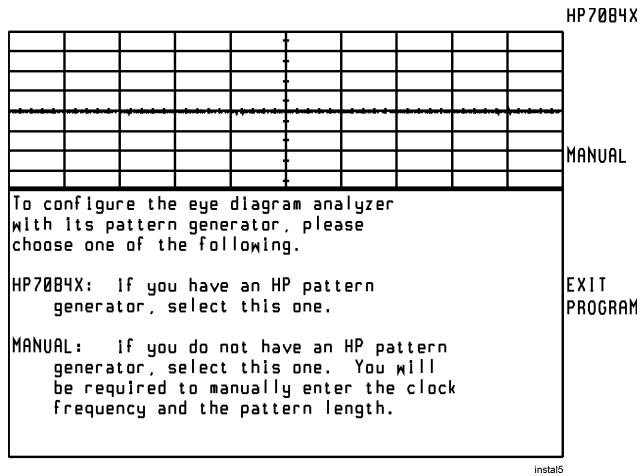 HP7084X
MANUAL
To configure the eye diagram analyzer
with its pattern generator, please
choose one of the following.
HP7084X: if you have an HP pattern
generator, select this one.
MANUAL: if you do not have an HP pattern
generator, select this one. You will
be required to manually enter the clock
frequency and the pattern length.
EXIT
PROGRAM
instal5